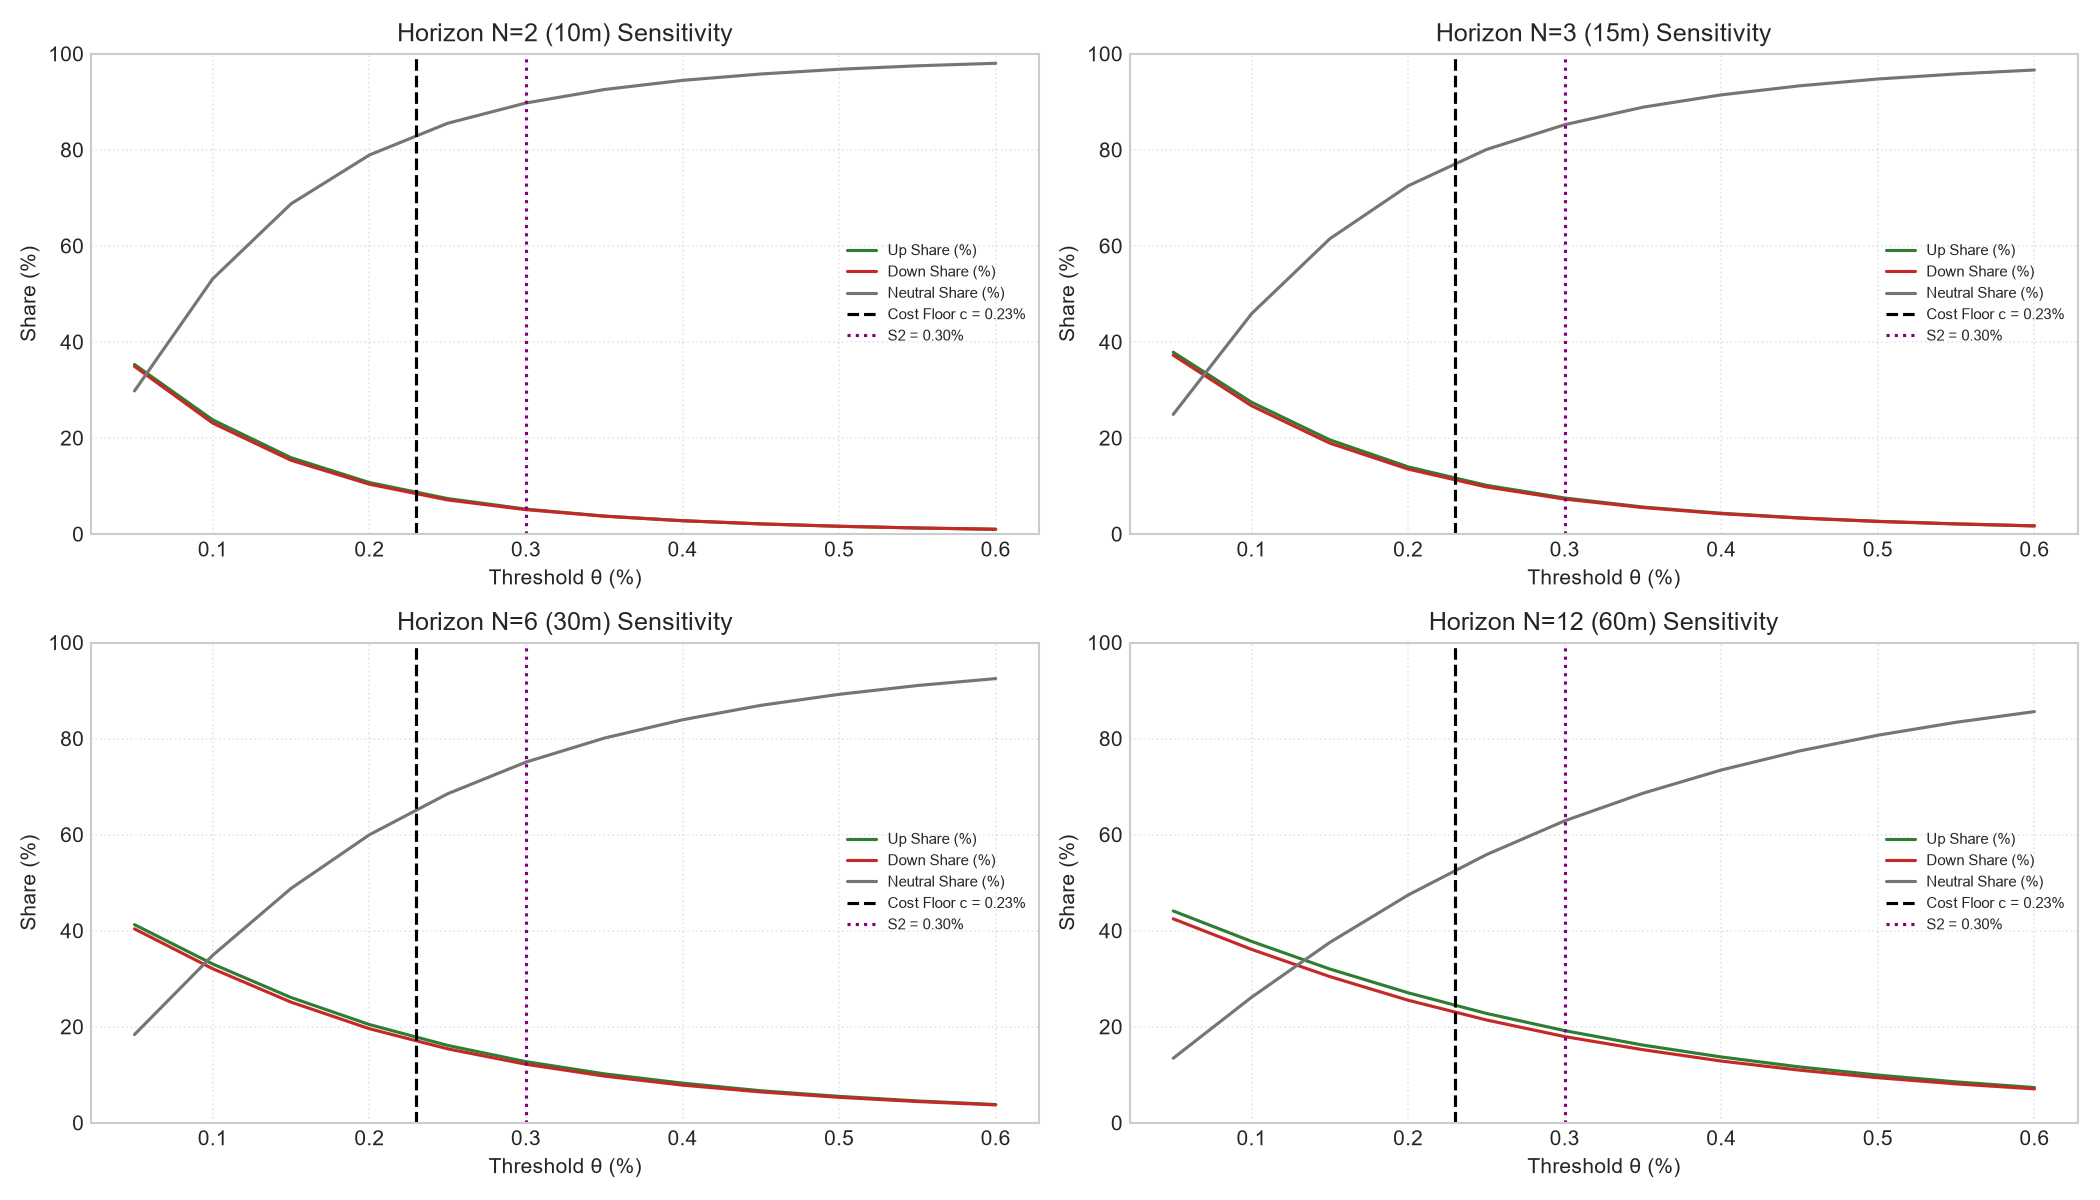 Horizon N=2 (10m) Sensitivity
100
80
60
40
20
0
Share (%)
Up Share (%)
Down Share (%)
Neutral Share (%)
Cost Floor c = 0.23%
S2 = 0.30%
0.1 0.2 0.3 0.4 0.5 0.6
Threshold θ (%)
Horizon N=3 (15m) Sensitivity
100
80
60
40
20
0
Share (%)
Up Share (%)
Down Share (%)
Neutral Share (%)
Cost Floor c = 0.23%
S2 = 0.30%
0.1 0.2 0.3 0.4 0.5 0.6
Threshold θ (%)
Horizon N=6 (30m) Sensitivity
100
80
60
40
20
0
Share (%)
Up Share (%)
Down Share (%)
Neutral Share (%)
Cost Floor c = 0.23%
S2 = 0.30%
0.1 0.2 0.3 0.4 0.5 0.6
Threshold θ (%)
Horizon N=12 (60m) Sensitivity
100
80
60
40
20
0
Share (%)
Up Share (%)
Down Share (%)
Neutral Share (%)
Cost Floor c = 0.23%
S2 = 0.30%
0.1 0.2 0.3 0.4 0.5 0.6
Threshold θ (%)